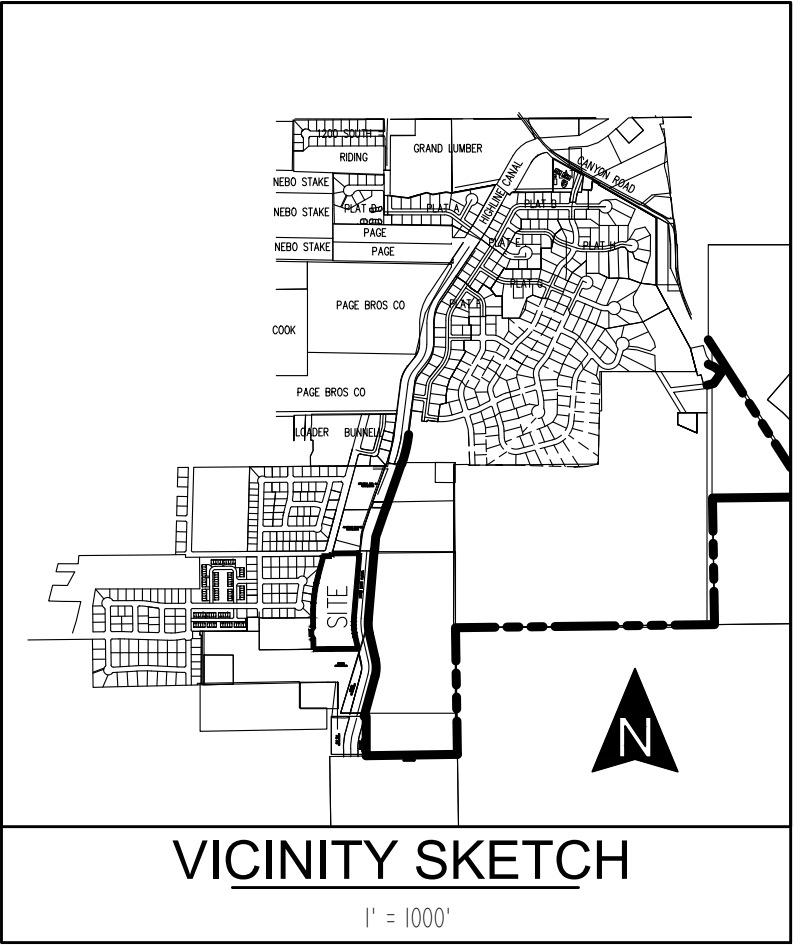 1200 SOUTH
RIDING
GRAND LUMBER
CANYON ROAD
HIGHLINE CANAL
NEBO STAKE
NEBO STAKE
PLAT A
PAGE
NEBO STAKE
PAGE
PLAT E
PLAT H
PLAT G
PAGE BROS CO
PLAT F
COOK
PAGE BROS CO
LOADER
BUNNELL
SITE
N
VICINITY SKETCH
1' = 1000'